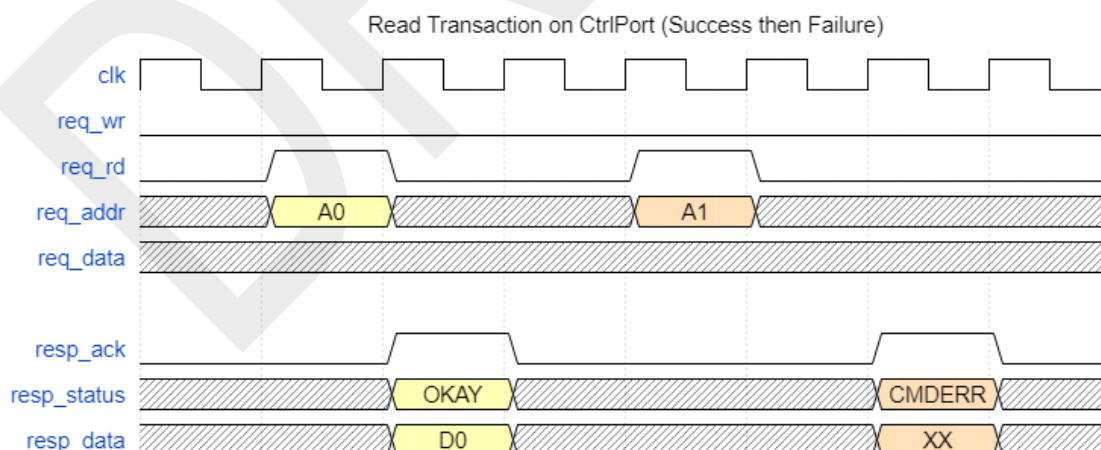 Read Transaction on CtrlPort (Success then Failure)
clk
req_wr
req_rd
req_addr A0 A1
req_data
resp_ack
resp_status OKAY CMDERR
resp_data D0 XX